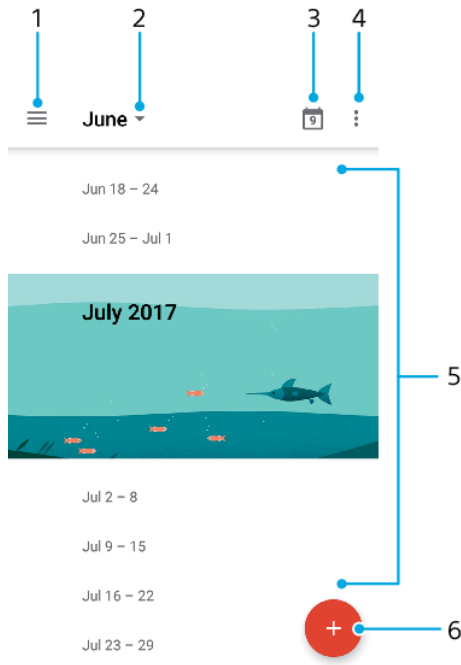 1 2 3 4
June 9
Jun 18 – 24
Jun 25 – Jul 1
July 2017
5
Jul 2 – 8
Jul 9 – 15
Jul 16 – 22
Jul 23 – 29
+ 6